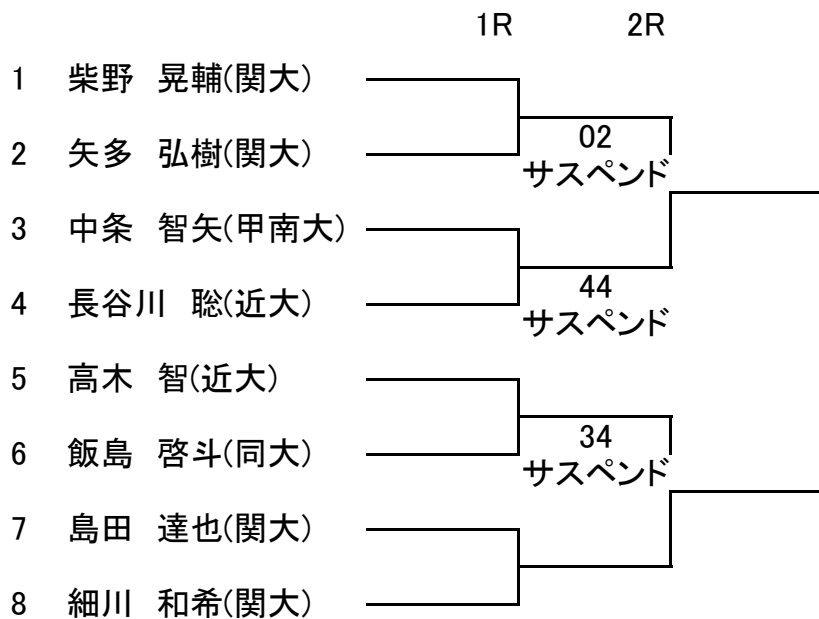 1R 2R
1 柴野 晃輔(関大)
02
2 矢多 弘樹(関大)
サスペンド
3 中条 智矢(甲南大)
44
4 長谷川 聡(近大)
サスペンド
5 高木 智(近大)
34
6 飯島 啓斗(同大)
サスペンド
7 島田 達也(関大)
8 細川 和希(関大)